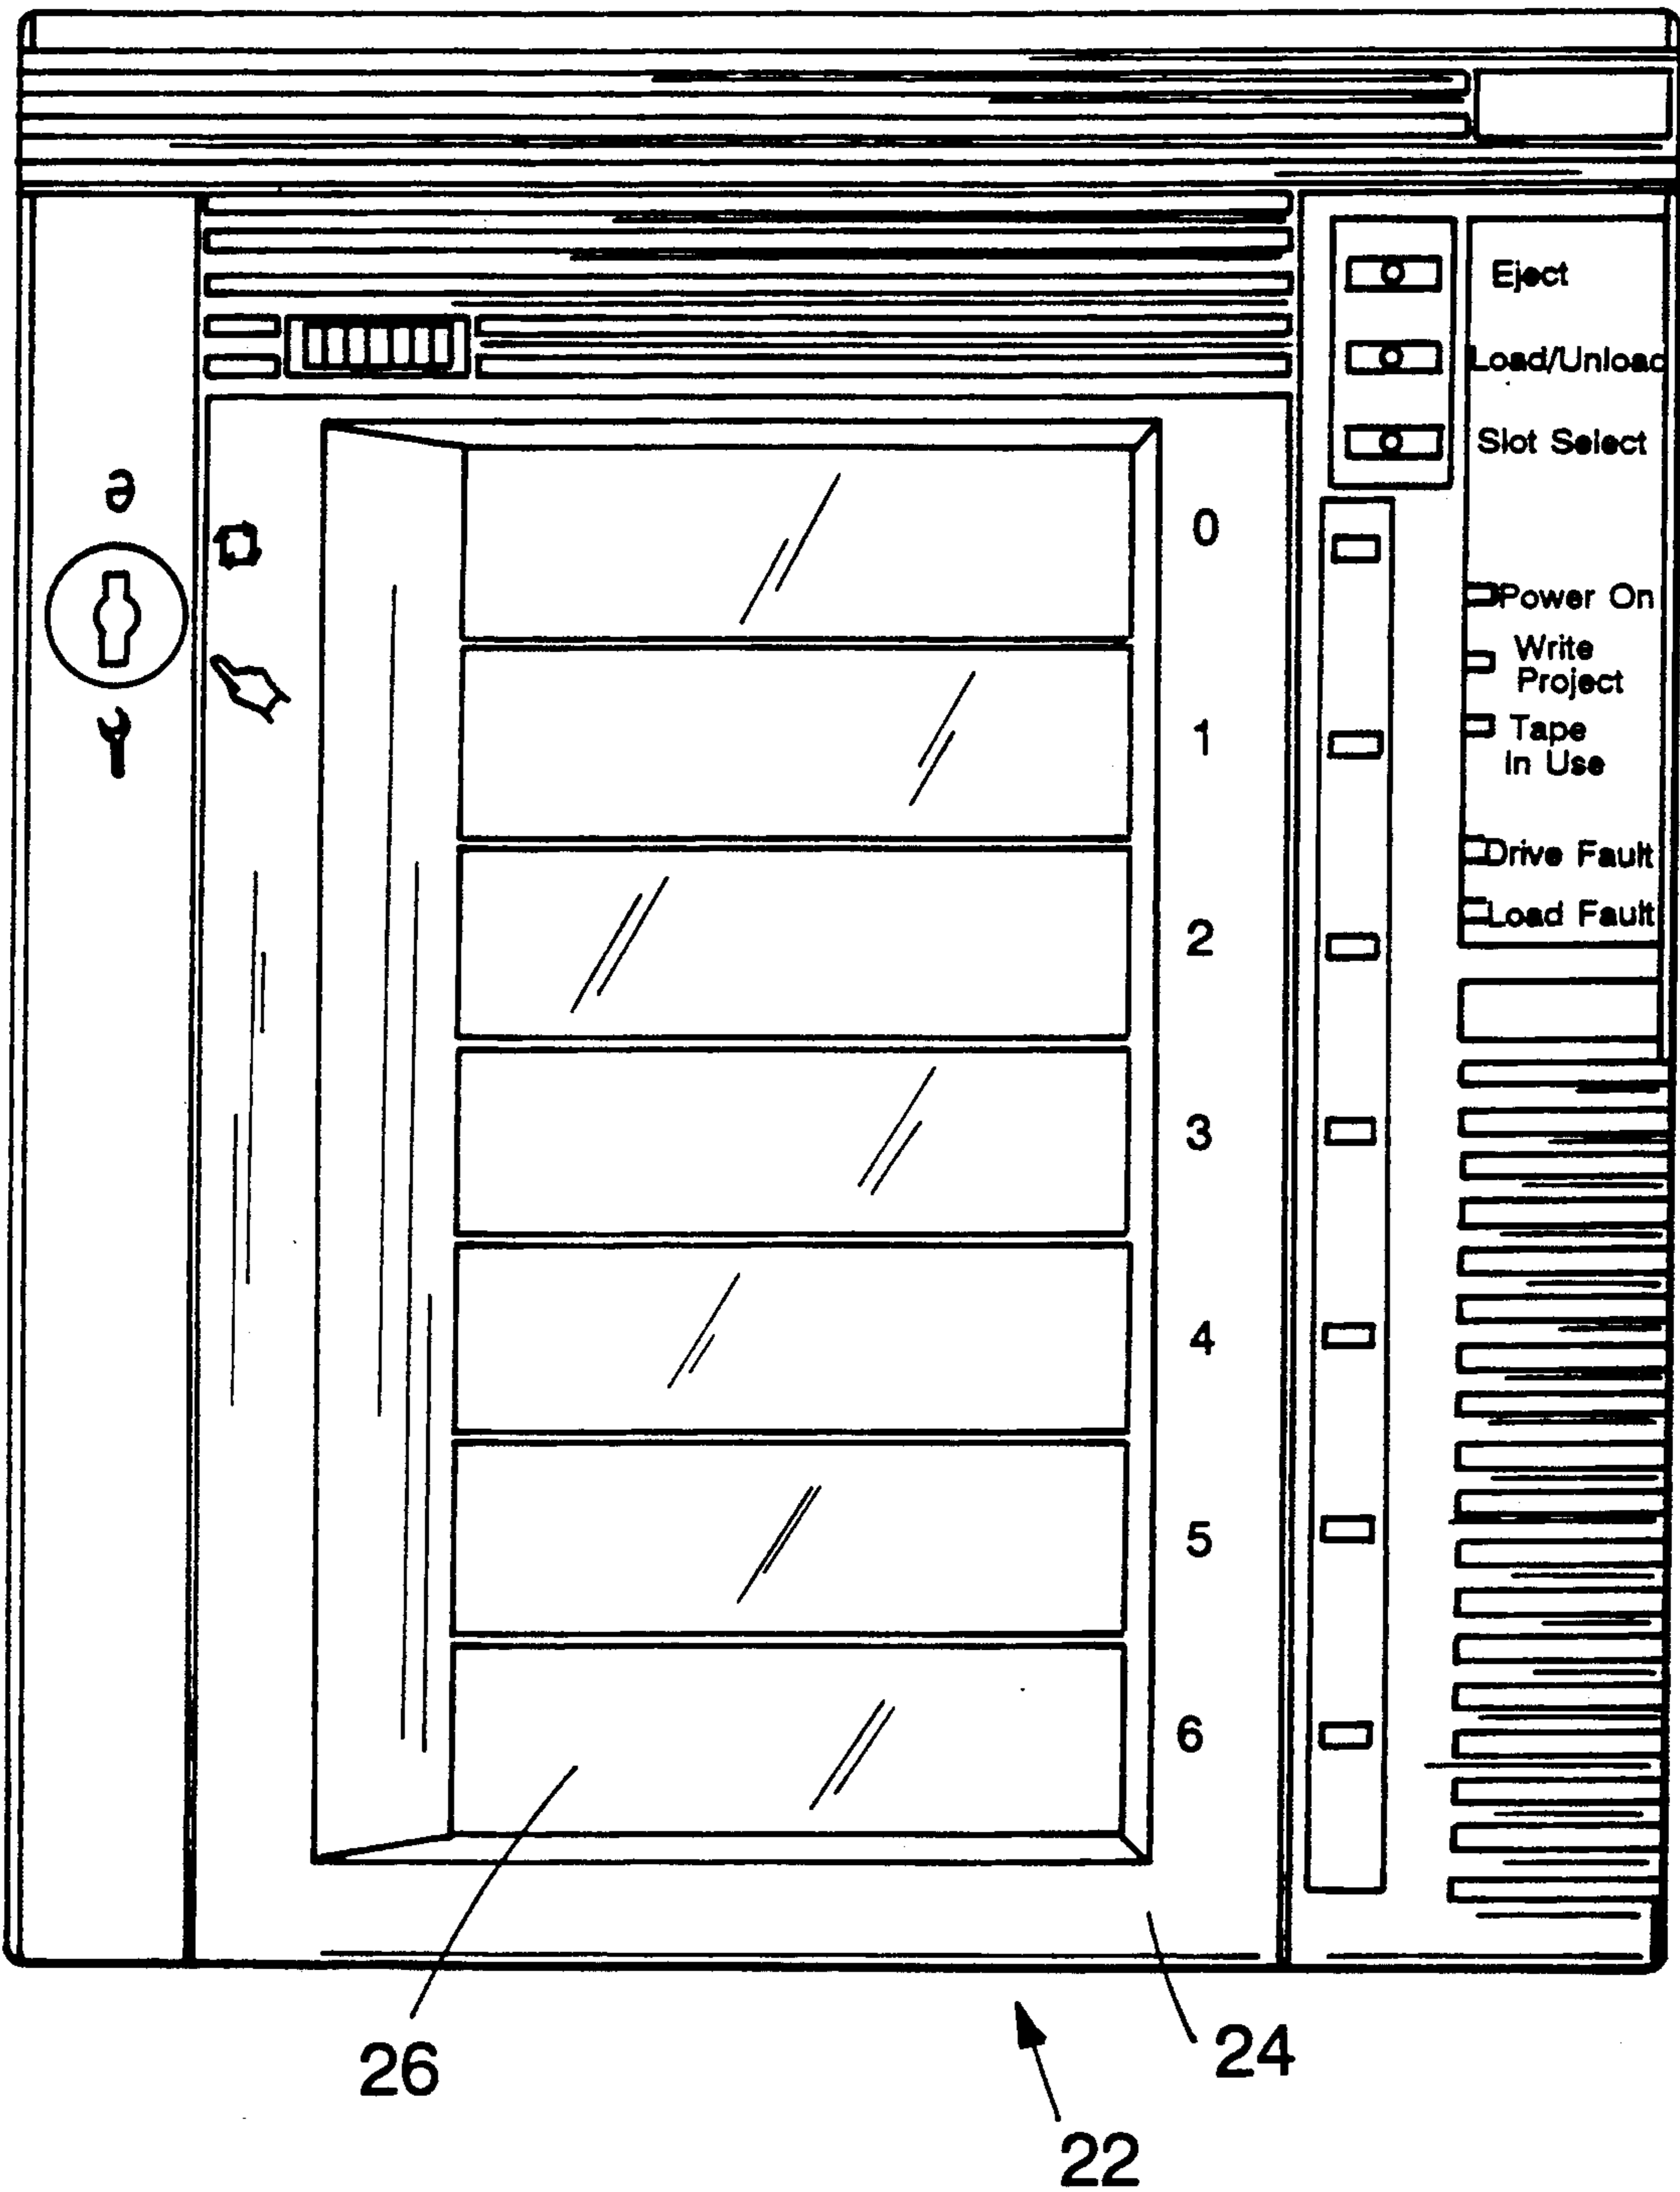 Eject
Load/Unload
Slot Select
0
Power On
Write
Project
1
Tape
In Use
Drive Fault
Load Fault
2
3
4
5
6
26
24
22